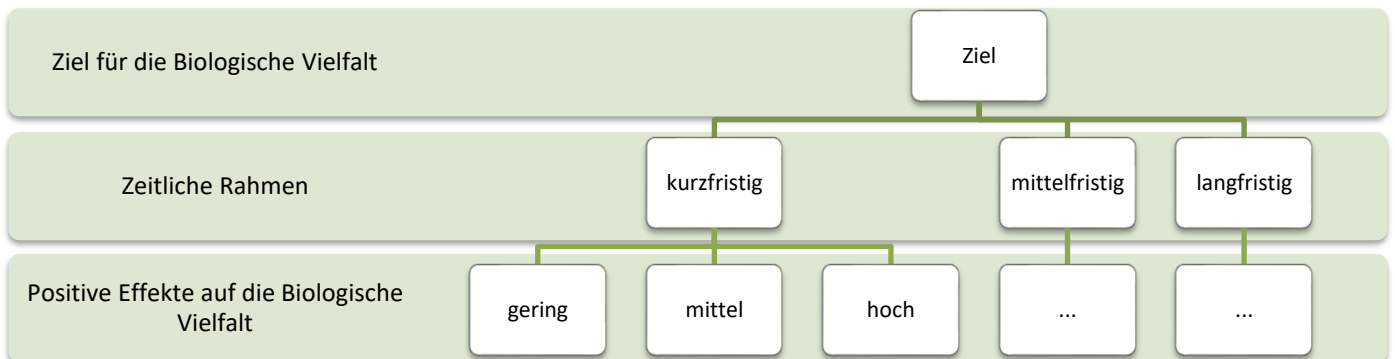 Ziel für die Biologische Vielfalt
Ziel
Zeitliche Rahmen
kurzfristig
mittelfristig
langfristig
Positive Effekte auf die Biologische
Vielfalt
gering
mittel
hoch
...
...